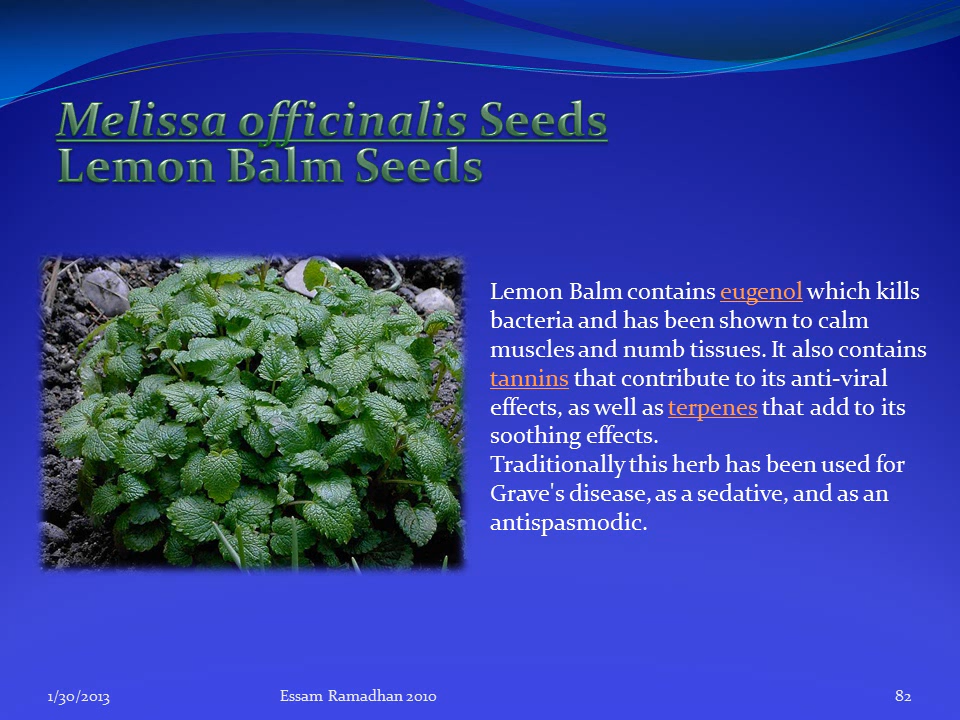 Melissa officinalis Seeds
Lemon Balm Seeds
Lemon Balm contains eugenol which kills
bacteria and has been shown to calm
muscles and numb tissues. It also contains
tannins that contribute to its anti-viral
effects, as well as terpenes that add to its
soothing effects.
Traditionally this herb has been used for
Grave's disease, as a sedative, and as an
antispasmodic.
1/30/2013
Essam Ramadhan 2010
82